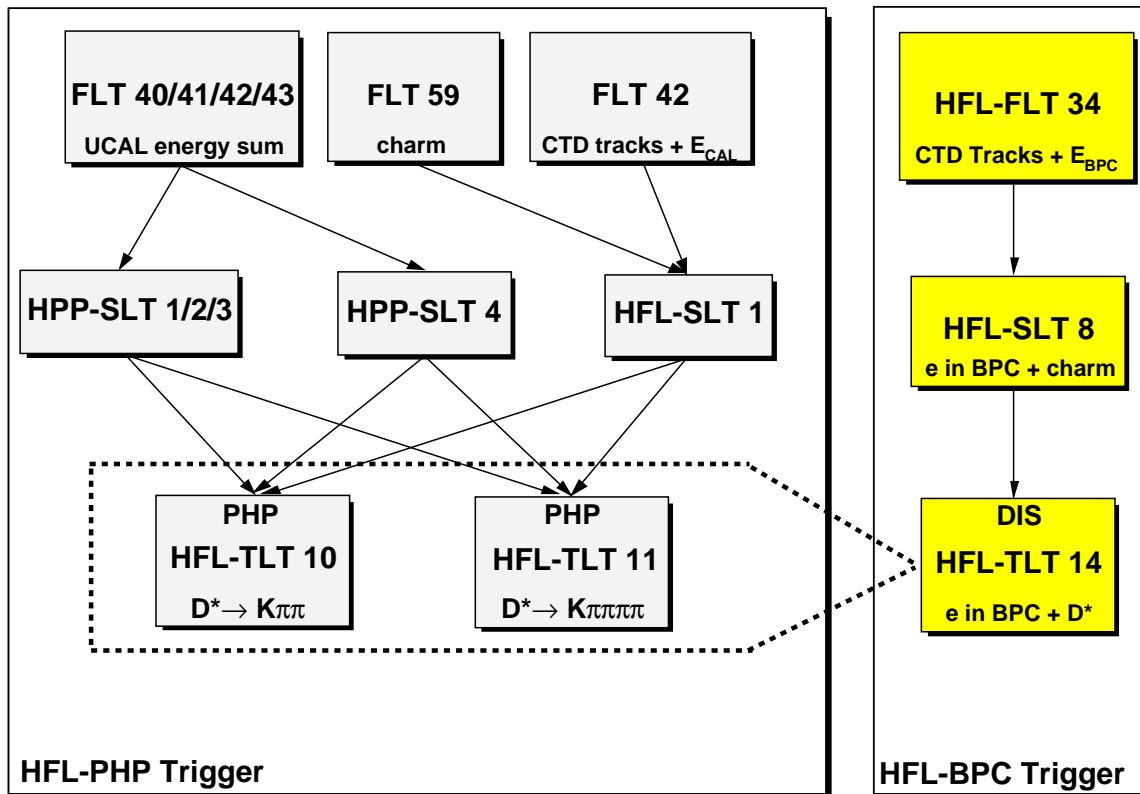 FLT 40/41/42/43
UCAL energy sum
FLT 59
charm
FLT 42
CTD tracks + E_CAL
HPP-SLT 1/2/3
HPP-SLT 4
HFL-SLT 1
PHP
HFL-TLT 10
D*→ Kππ
PHP
HFL-TLT 11
D*→ Kππππ
HFL-PHP Trigger
HFL-FLT 34
CTD Tracks + E_BPC
HFL-SLT 8
e in BPC + charm
DIS
HFL-TLT 14
e in BPC + D*
HFL-BPC Trigger